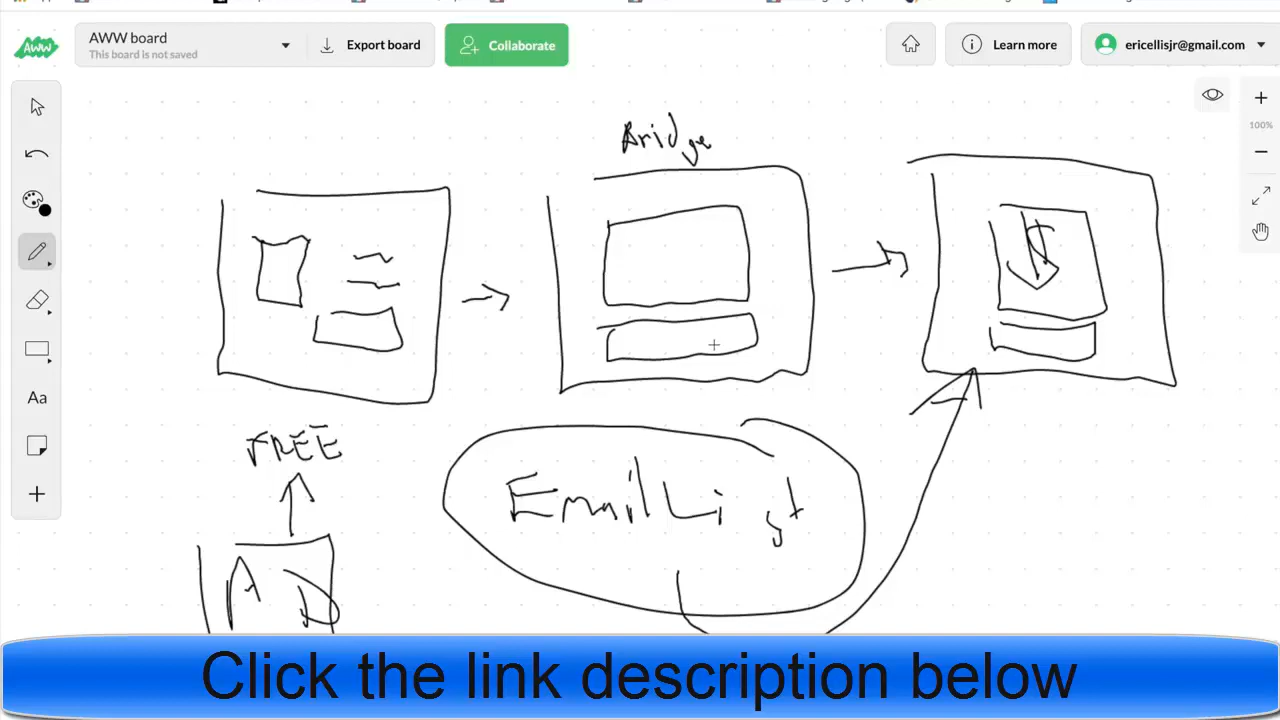 AWW
AWW board
This board is not saved
Export board
Collaborate
Learn more
ericellisjr@gmail.com
100%
Aa
Bridge
$
FREE
Email List
AD
Click the link description below